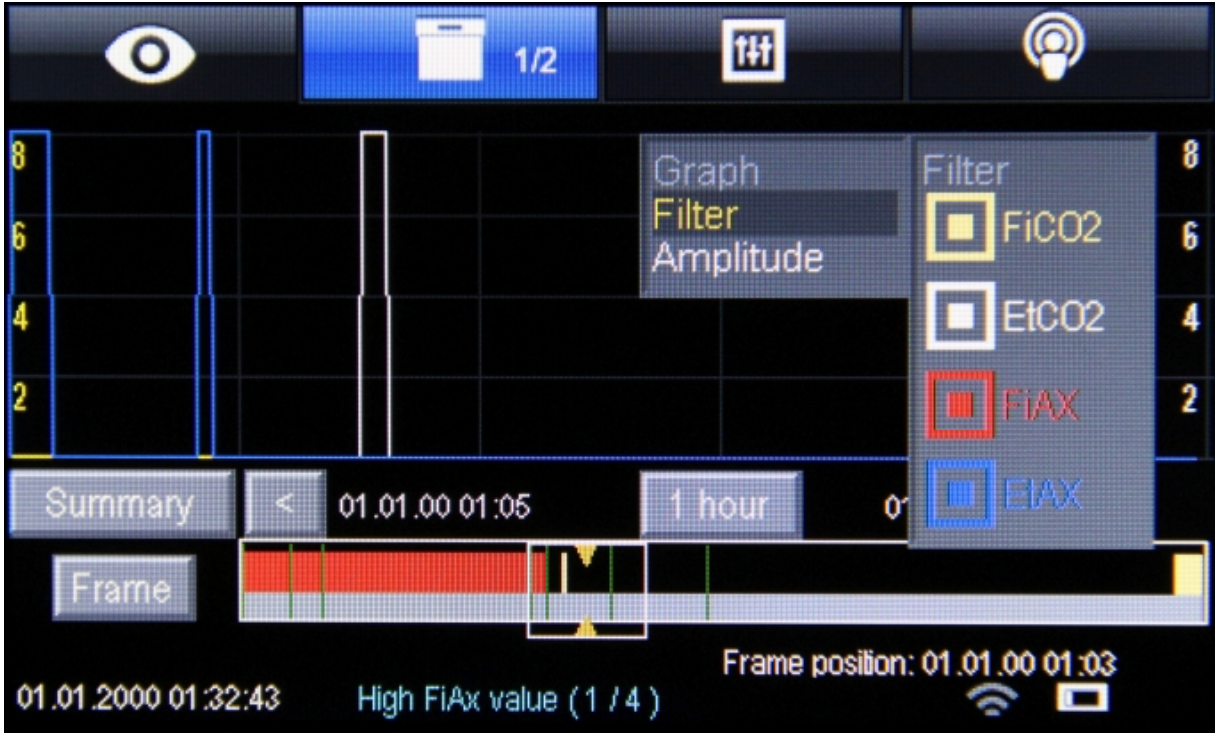 1/2
8
6
4
2
Graph
Filter
Amplitude
Filter
FiCO2
EtCO2
FiAX
EtAX
8
6
4
2
Summary
<
01.01.00 01:05
1 hour
Frame
Frame position: 01.01.00 01:03
01.01.2000 01:32:43
High FiAx value ( 1 / 4 )